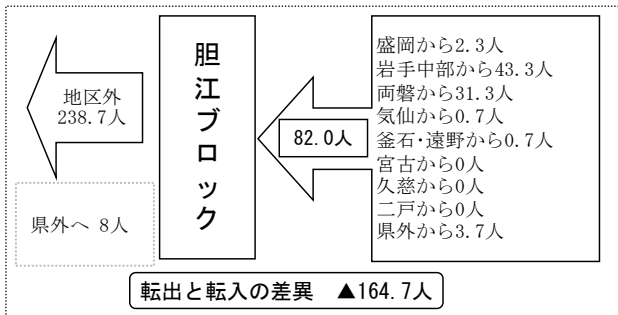 地区外
238.7人
県外へ 8人
胆江ブロック
82.0人
盛岡から2.3人
岩手中部から43.3人
両磐から31.3人
気仙から0.7人
釜石・遠野から0.7人
宮古から0人
久慈から0人
二戸から0人
県外から3.7人
転出と転入の差異 ▲164.7人